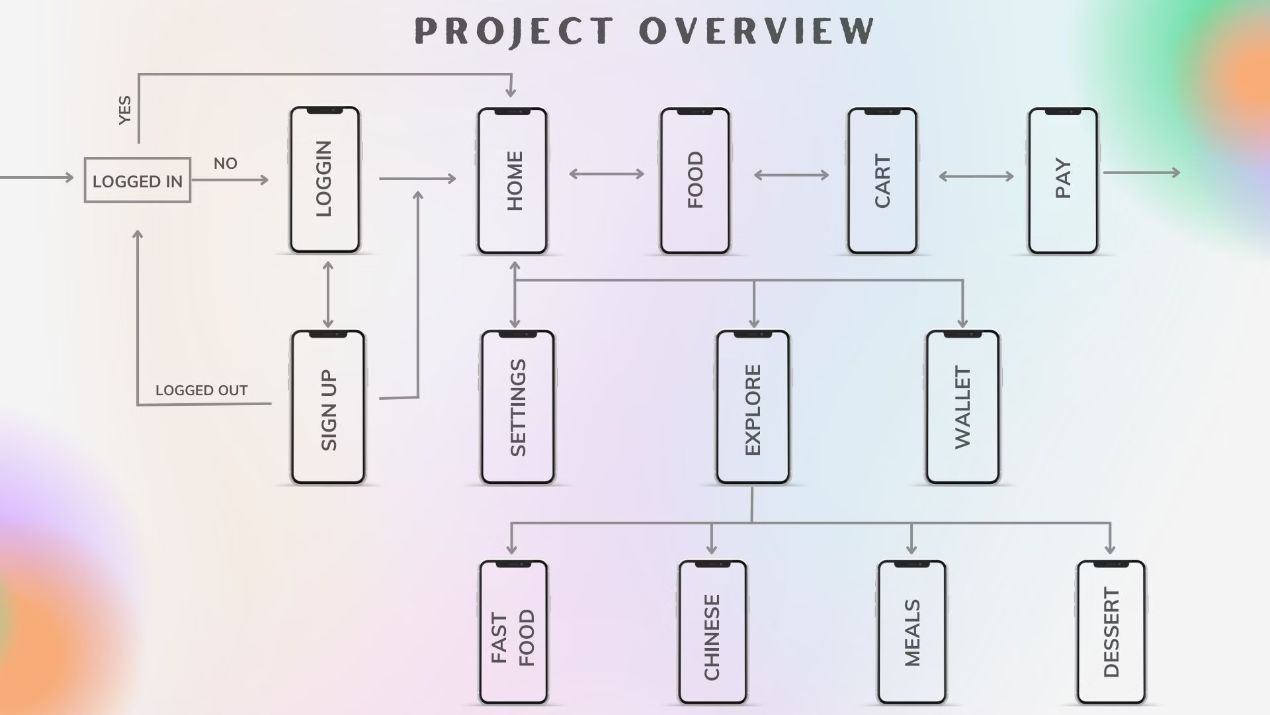 PROJECT OVERVIEW
YES
LOGGED IN
NO
LOGGIN
HOME
FOOD
CART
PAY
LOGGED OUT
SIGN UP
SETTINGS
EXPLORE
WALLET
FAST
FOOD
CHINESE
MEALS
DESSERT